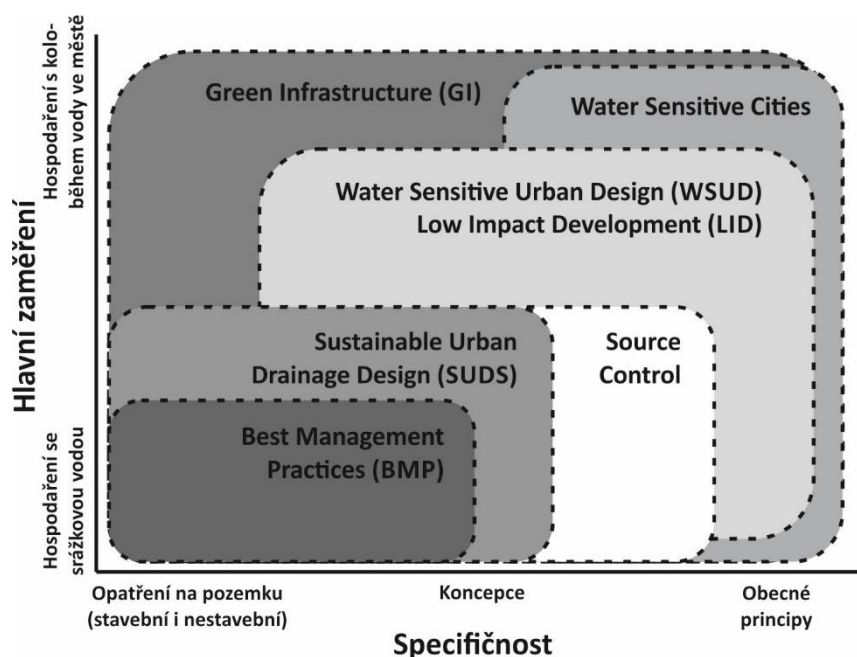 Hlavní zaměření
Hospodaření s kolo-
během vody ve městě
Hospodaření se
srážkovou vodou
Green Infrastructure (GI)
Water Sensitive Cities
Water Sensitive Urban Design (WSUD)
Low Impact Development (LID)
Sustainable Urban
Drainage Design (SUDS)
Source
Control
Best Management
Practices (BMP)
Opatření na pozemku
(stavební i nestavební)
Koncepce
Obecné
principy
Specifičnost